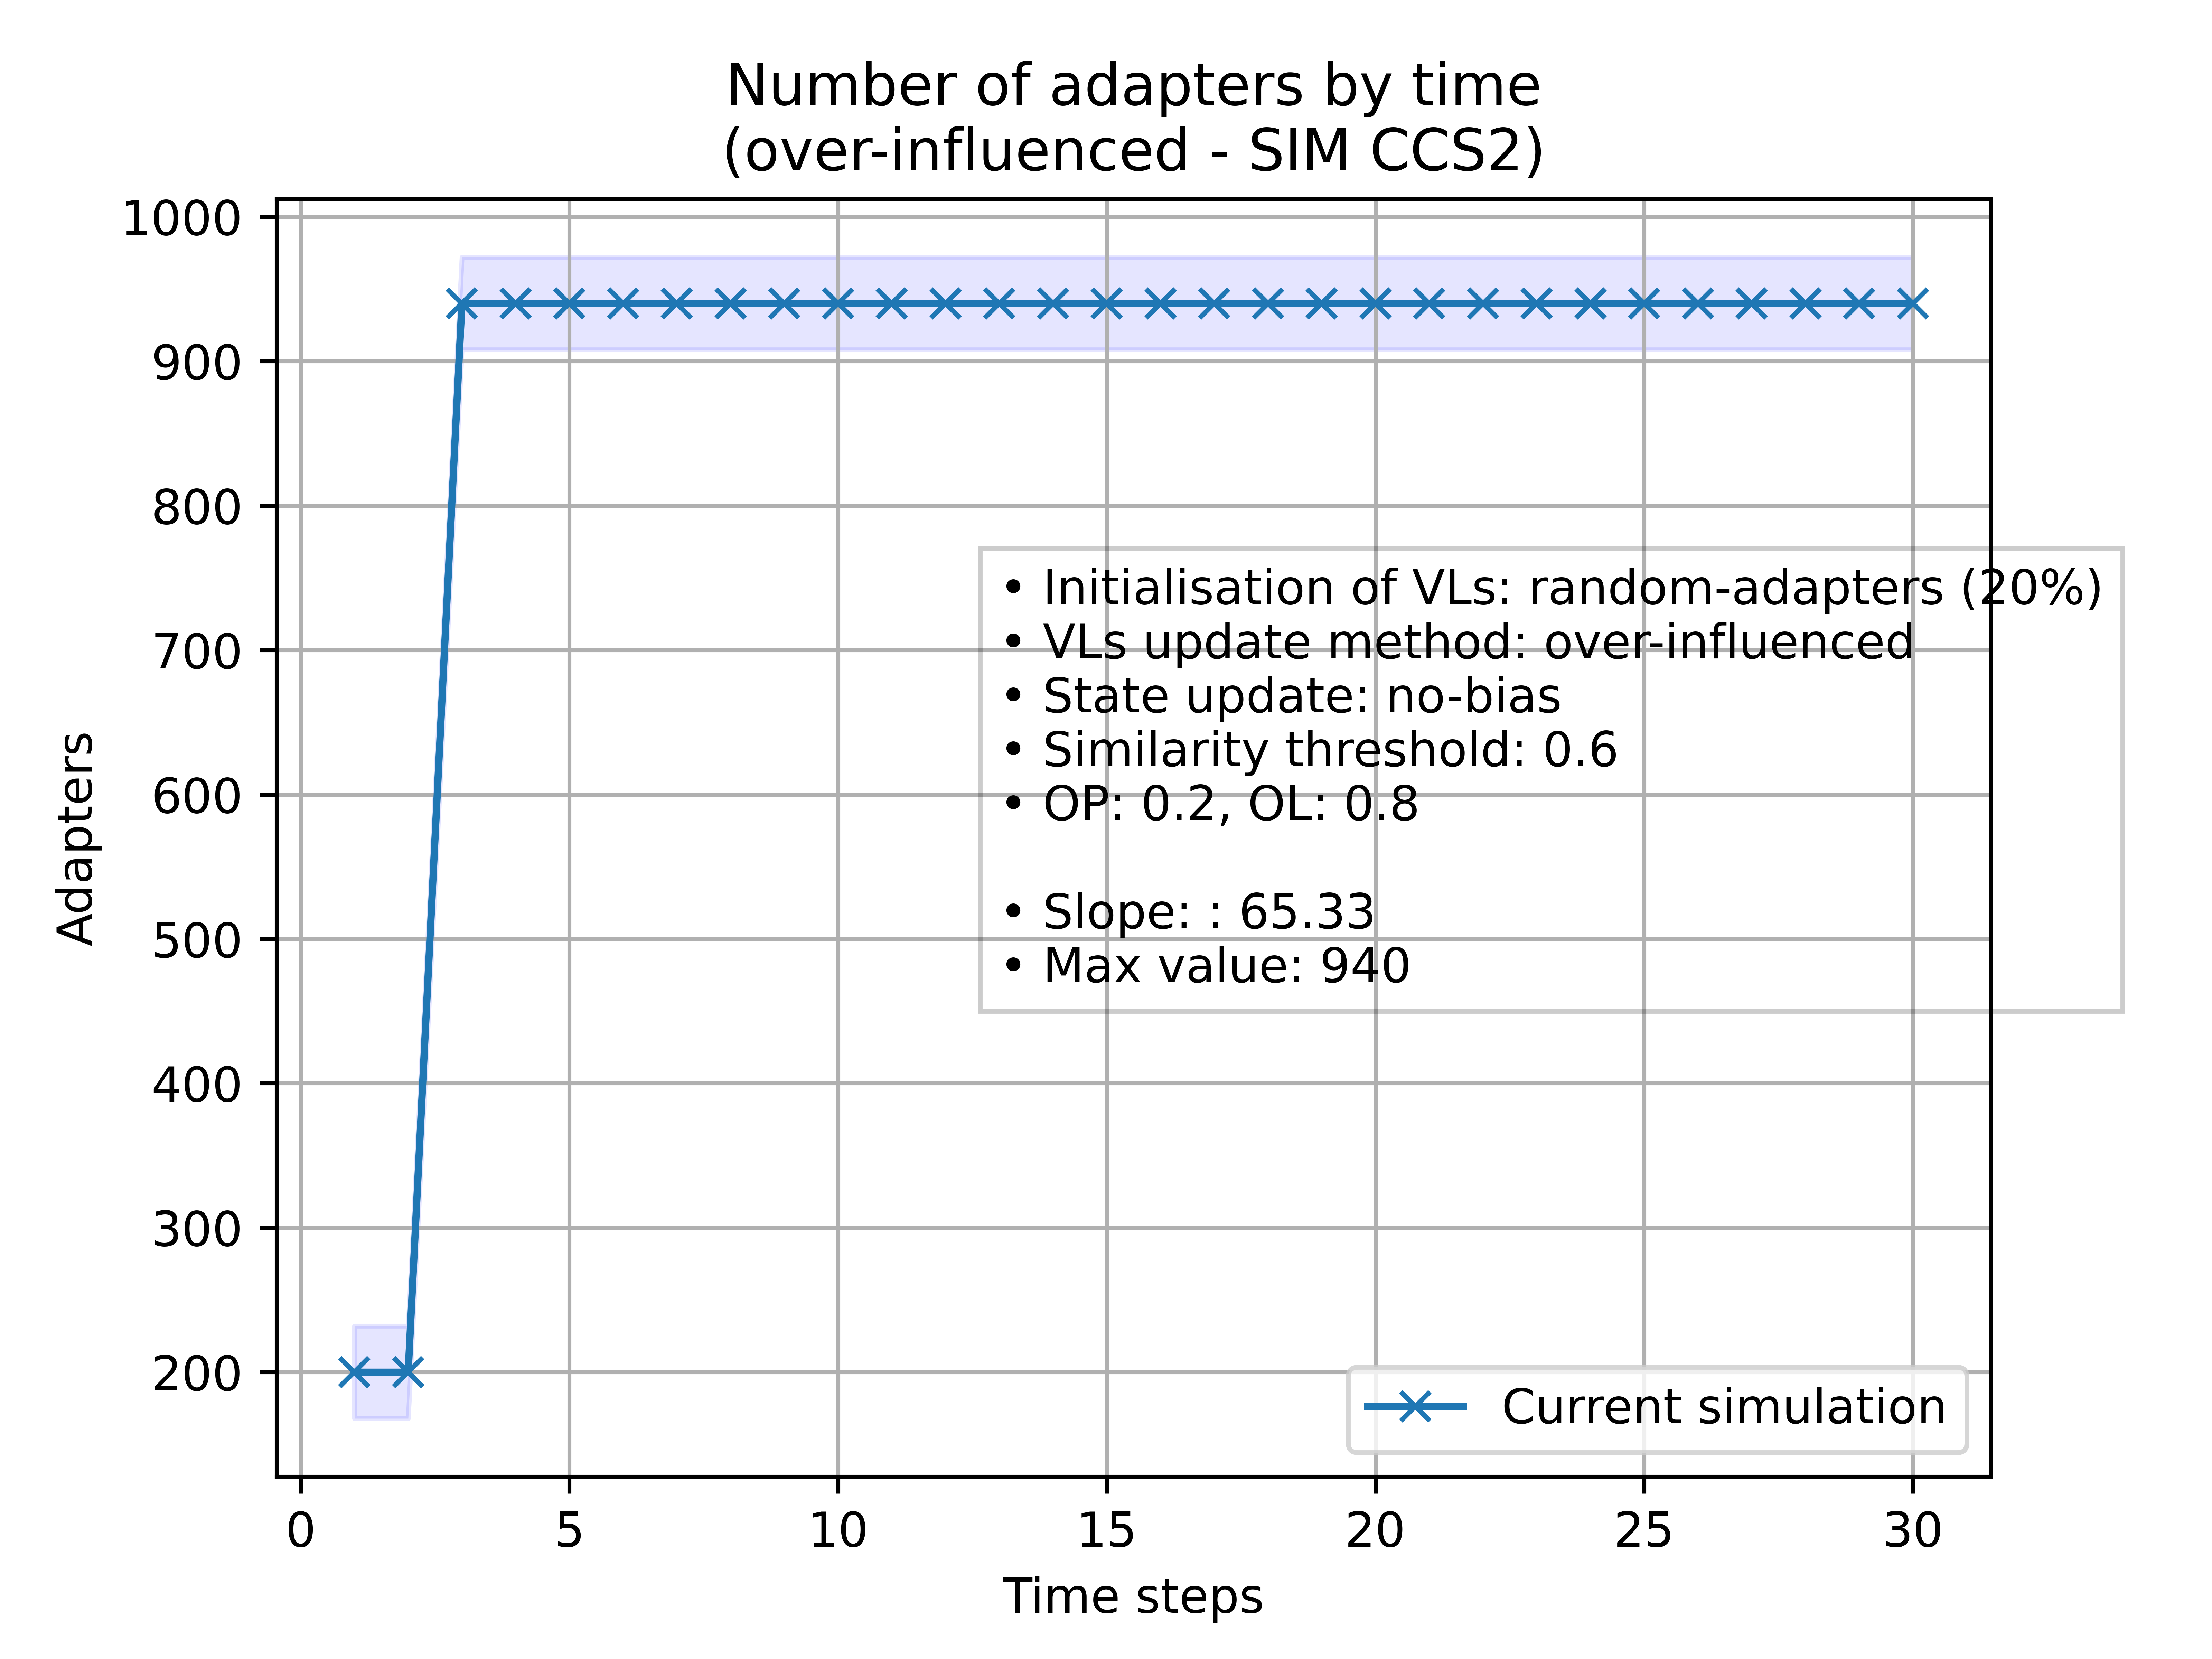 Number of adapters by time
(over-influenced - SIM CCS2)
1000
900
800
700
600
500
400
300
200
Adapters
• Initialisation of VLs: random-adapters (20%)
• VLs update method: over-influenced
• State update: no-bias
• Similarity threshold: 0.6
• OP: 0.2, OL: 0.8
• Slope: : 65.33
• Max value: 940
Current simulation
0 5 10 15 20 25 30
Time steps